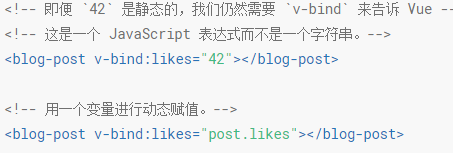 <!-- 即便 `42` 是静态的，我们仍然需要 `v-bind` 来告诉 Vue -
<!-- 这是一个 JavaScript 表达式而不是一个字符串。-->
<blog-post v-bind:likes="42"></blog-post>
<!-- 用一个变量进行动态赋值。-->
<blog-post v-bind:likes="post.likes"></blog-post>